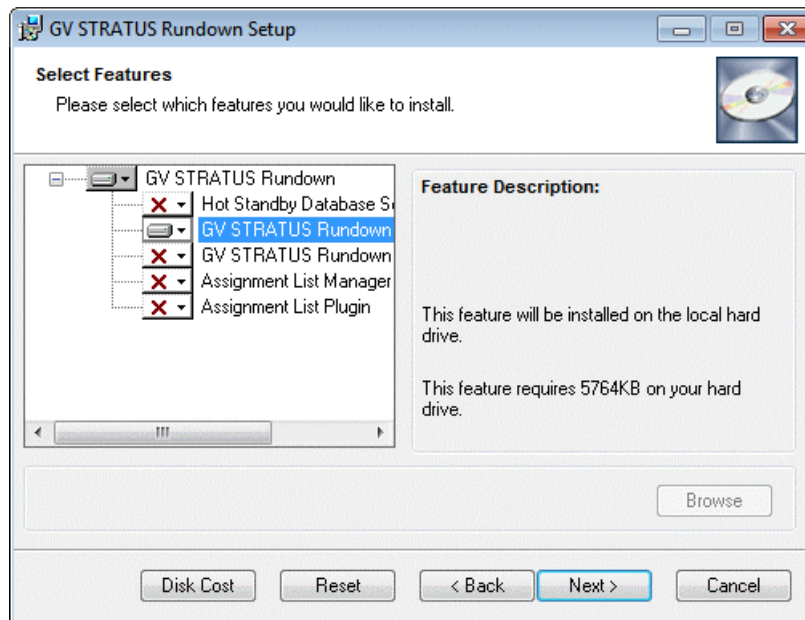 GV STRATUS Rundown Setup
Select Features
Please select which features you would like to install.
GV STRATUS Rundown
Hot Standby Database
GV STRATUS Rundown
GV STRATUS Rundown
Assignment List Manager
Assignment List Plugin
Feature Description:
This feature will be installed on the local hard
drive.
This feature requires 5764KB on your hard
drive.
Browse
Disk Cost
Reset
< Back
Next >
Cancel